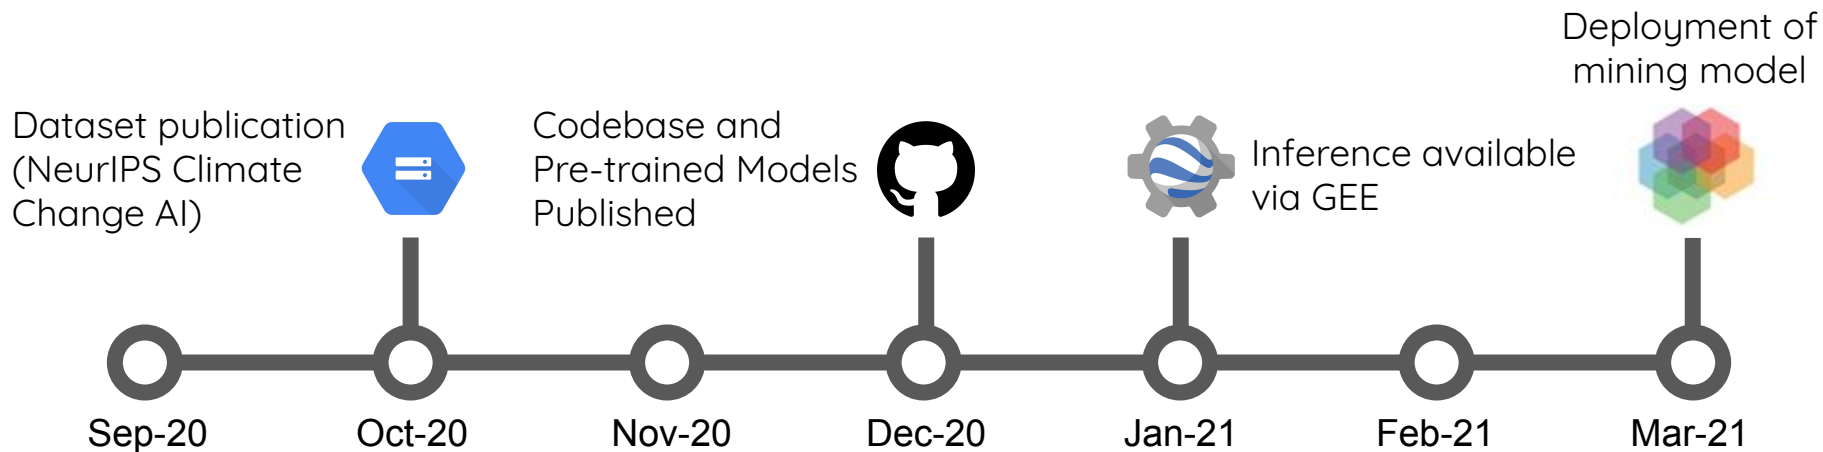 Dataset publication
(NeurIPS Climate
Change AI)
Codebase and
Pre-trained Models
Published
Inference available
via GEE
Deployment of
mining model
Sep-20
Oct-20
Nov-20
Dec-20
Jan-21
Feb-21
Mar-21